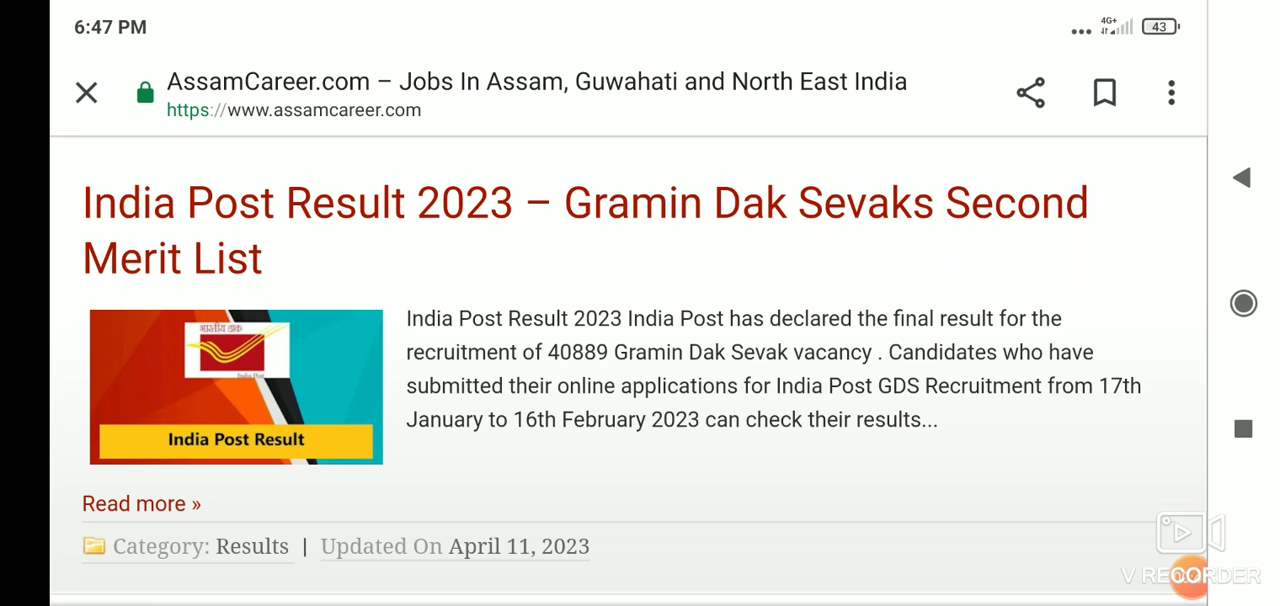 6:47 PM
4G+
43
AssamCareer.com – Jobs In Assam, Guwahati and North East India
https://www.assamcareer.com
India Post Result 2023 – Gramin Dak Sevaks Second
Merit List
भारतीय डाक
India Post
India Post Result
India Post Result 2023 India Post has declared the final result for the
recruitment of 40889 Gramin Dak Sevak vacancy . Candidates who have
submitted their online applications for India Post GDS Recruitment from 17th
January to 16th February 2023 can check their results...
Read more »
Category: Results | Updated On April 11, 2023
V RECORDER